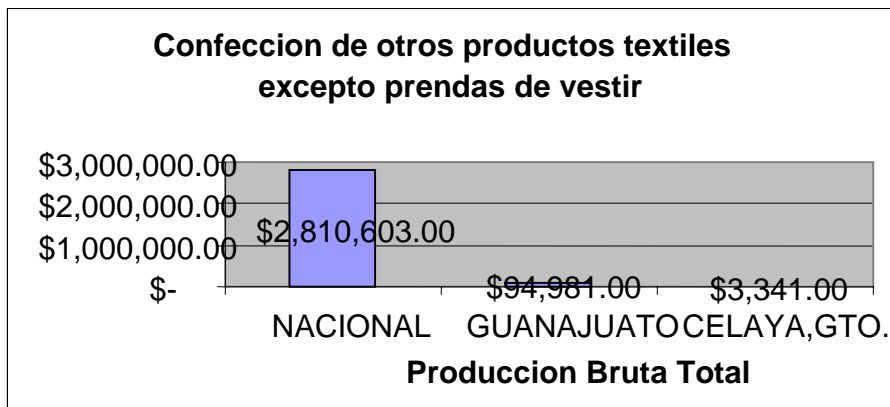 Confeccion de otros productos textiles
excepto prendas de vestir
$3,000,000.00
$2,000,000.00
$1,000,000.00
$-
$2,810,603.00
$94,981.00
$3,341.00
NACIONAL
GUANAJUATO
CELAYA,GTO.
Produccion Bruta Total